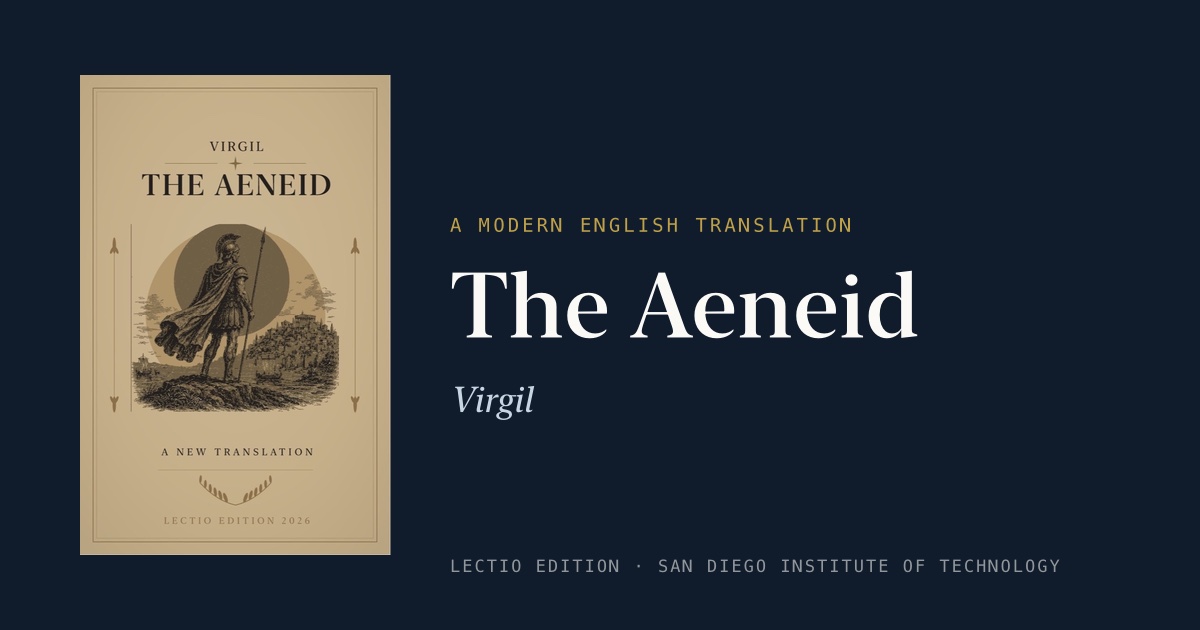 VIRGIL
THE AENEID
A NEW TRANSLATION
LECTIO EDITION 2026
A MODERN ENGLISH TRANSLATION
The Aeneid
Virgil
LECTIO EDITION · SAN DIEGO INSTITUTE OF TECHNOLOGY